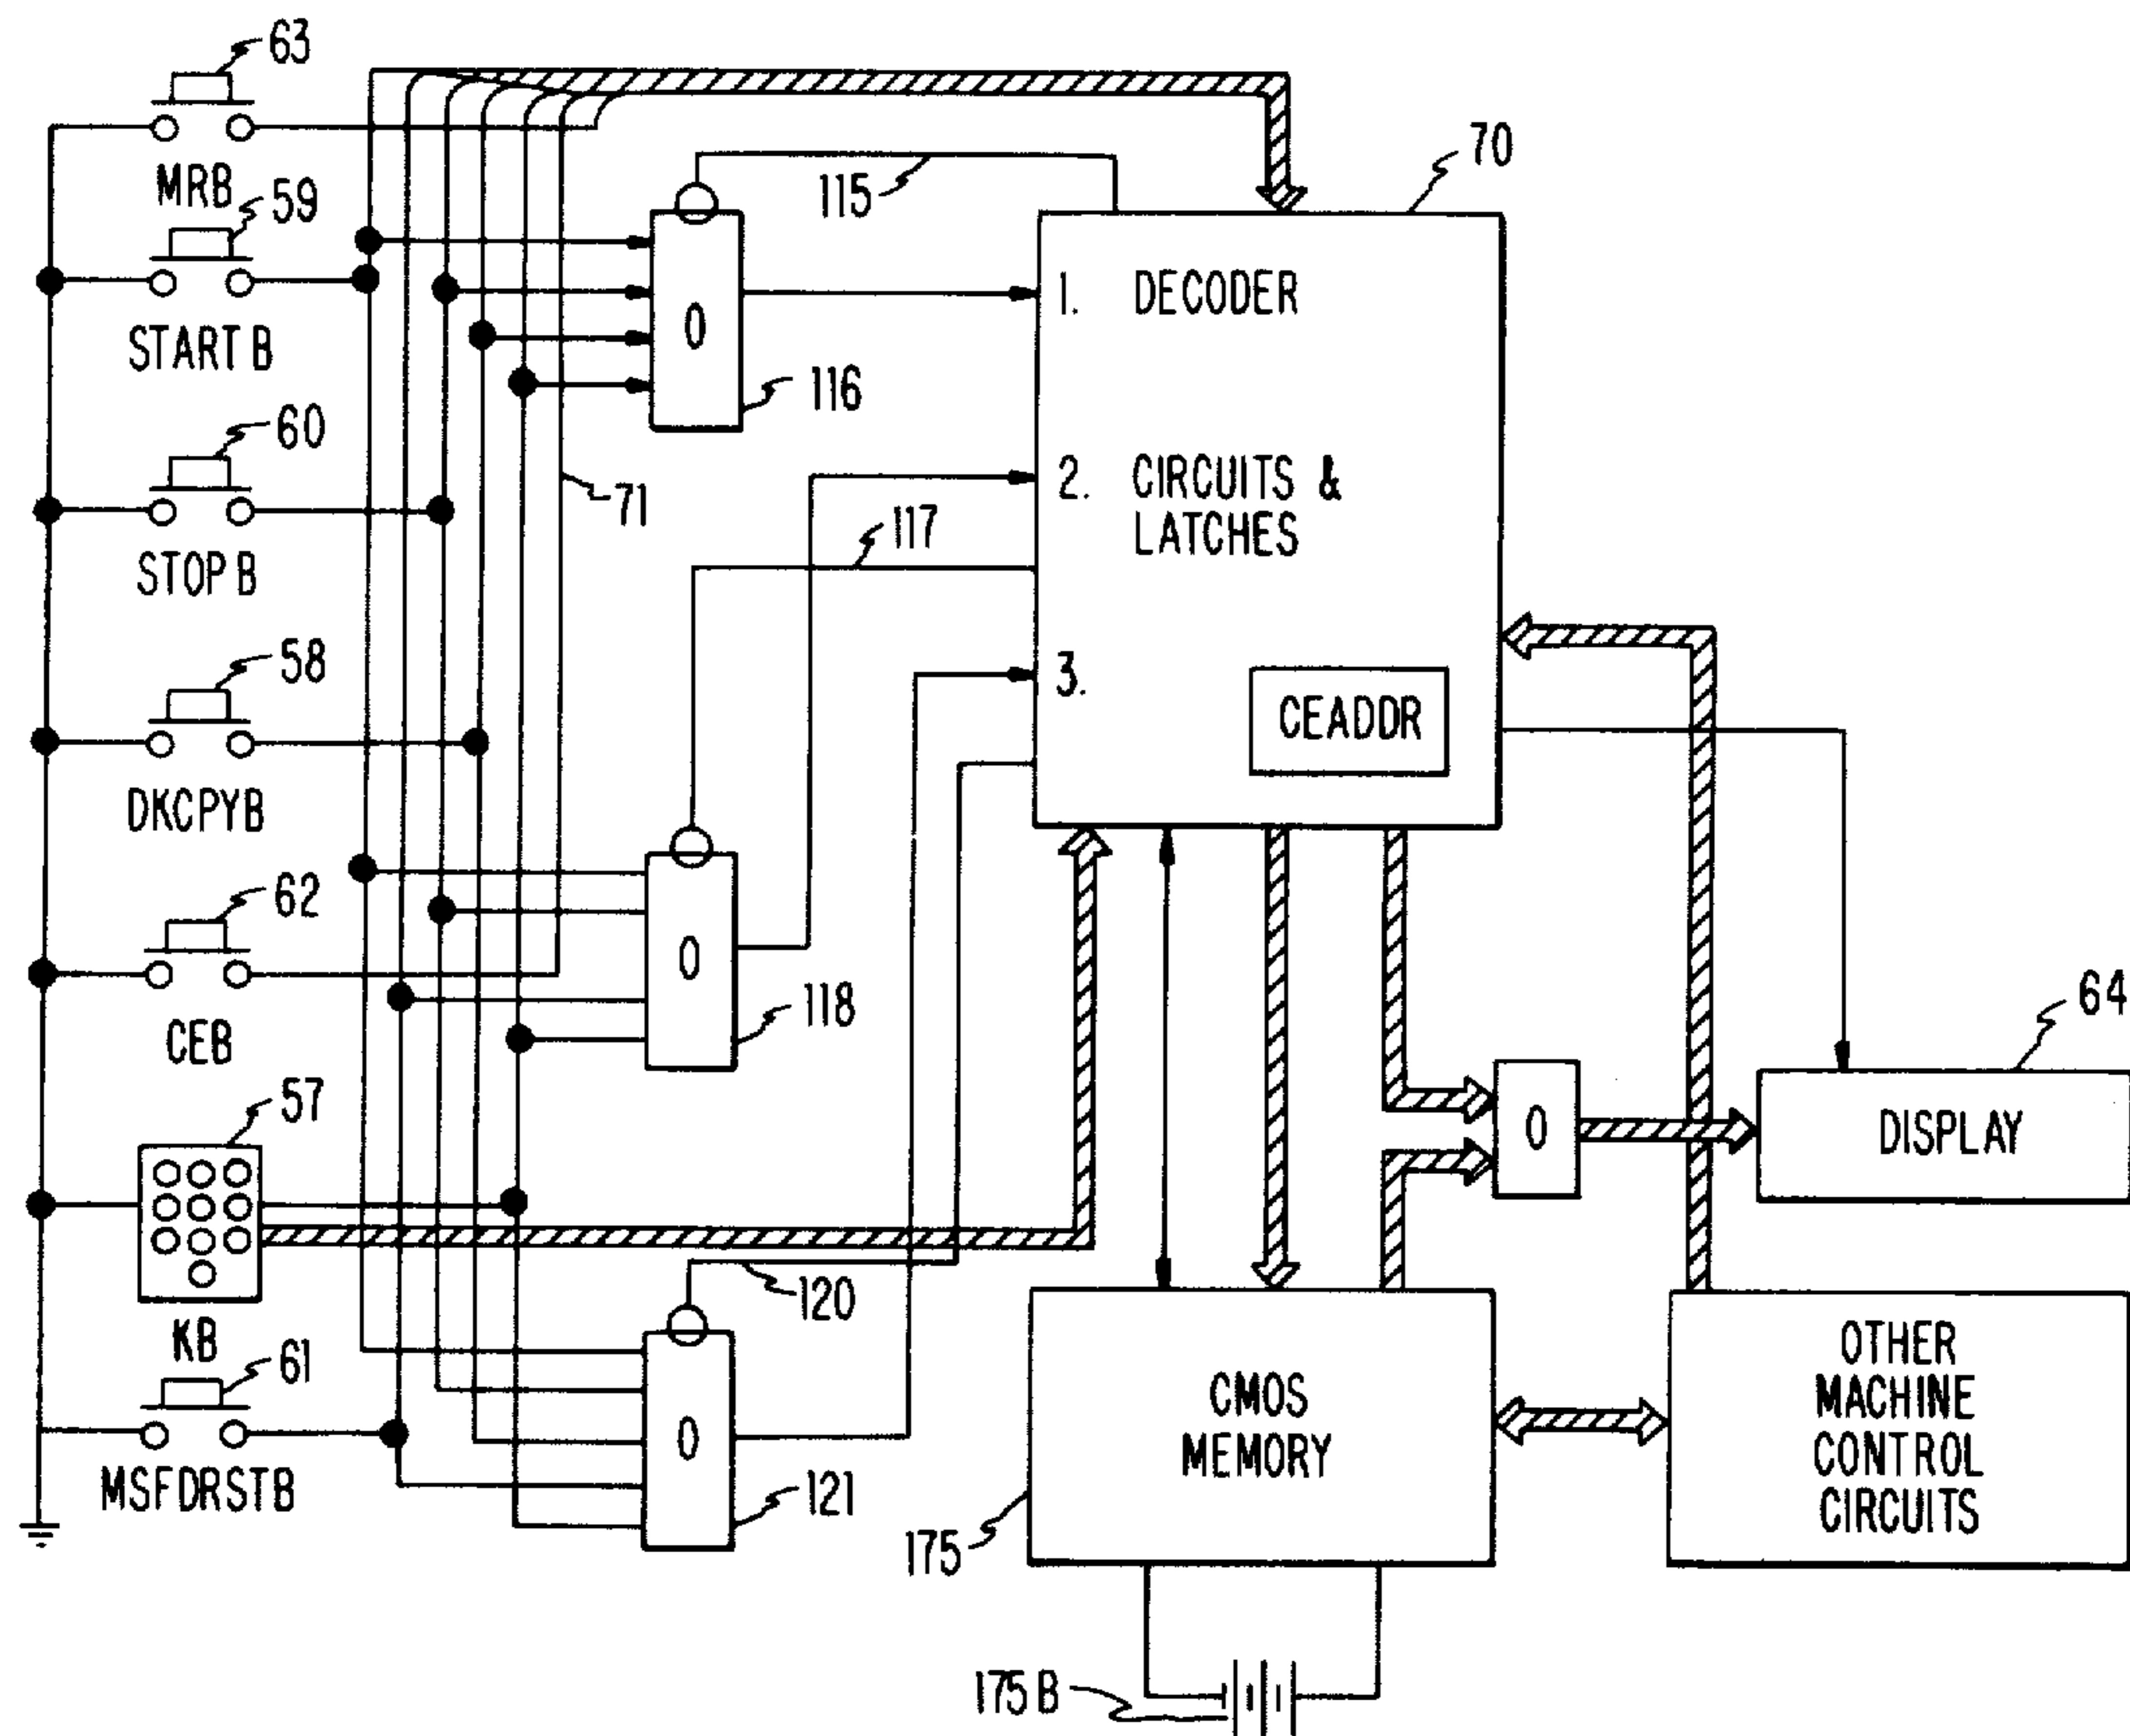 63
MRB
59
START B
60
STOP B
58
DKCPYB
62
CEB
57
KB
61
MSFDRSTB
71
115
0
116
117
0
118
120
0
121
70
1. DECODER
2. CIRCUITS &
LATCHES
3.
CEADDR
0
64
DISPLAY
CMOS
MEMORY
175
175B
OTHER
MACHINE
CONTROL
CIRCUITS